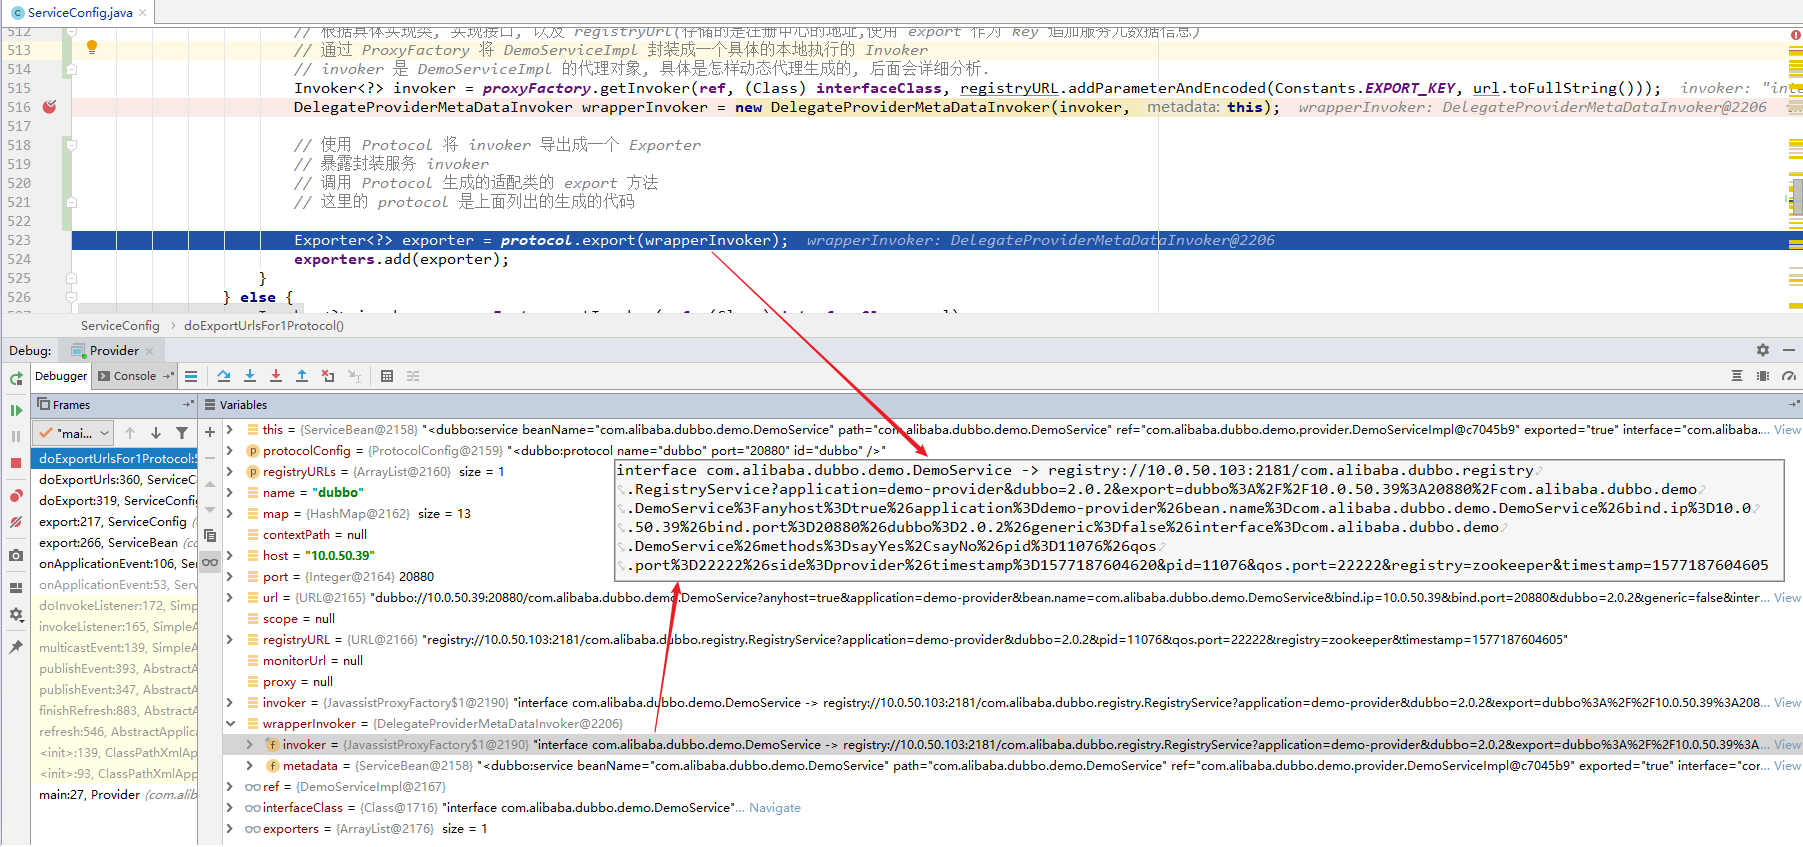 ServiceConfig.java
512 // 根据具体实现类, 实现接口, 以及 registryUrl(存储的是注册中心的地址,使用 export 作为 key 追加服务元数据信息)
513 // 通过 ProxyFactory 将 DemoServiceImpl 封装成一个具体的本地执行的 Invoker
514 // invoker 是 DemoServiceImpl 的代理对象, 具体是怎样动态代理生成的, 后面会详细分析.
515 Invoker<?> invoker = proxyFactory.getInvoker(ref, (Class) interfaceClass, registryURL.addParameterAndEncoded(Constants.EXPORT_KEY, url.toFullString())); invoker: "inte
516 DelegateProviderMetaDataInvoker wrapperInvoker = new DelegateProviderMetaDataInvoker(invoker, metadata: this); wrapperInvoker: DelegateProviderMetaDataInvoker@2206
517
518 // 使用 Protocol 将 invoker 导出成一个 Exporter
519 // 暴露封装服务 invoker
520 // 调用 Protocol 生成的适配类的 export 方法
521 // 这里的 protocol 是上面列出的生成的代码
522
523 Exporter<?> exporter = protocol.export(wrapperInvoker); wrapperInvoker: DelegateProviderMetaDataInvoker@2206
524 exporters.add(exporter);
525 }
526 } else {
ServiceConfig › doExportUrlsFor1Protocol()
Debug: Provider
Debugger Console
Frames
Variables
"mai...
doExportUrlsFor1Protocol:5
doExportUrls:360, ServiceC
doExport:319, ServiceConfi
export:217, ServiceConfig (c
export:266, ServiceBean (co
onApplicationEvent:106, Se
onApplicationEvent:53, Serv
doInvokeListener:172, Simpl
invokeListener:165, SimpleA
multicastEvent:139, SimpleA
publishEvent:393, AbstractA
publishEvent:347, AbstractA
finishRefresh:883, AbstractA
refresh:546, AbstractApplica
<init>:139, ClassPathXmlApp
<init>:93, ClassPathXmlAppl
main:27, Provider (com.alib
this = {ServiceBean@2158} "<dubbo:service beanName="com.alibaba.dubbo.demo.DemoService" path="com.alibaba.dubbo.demo.DemoService" ref="com.alibaba.dubbo.demo.provider.DemoServiceImpl@c7045b9" exported="true" interface="com.alibaba.... View
protocolConfig = {ProtocolConfig@2159} "<dubbo:protocol name="dubbo" port="20880" id="dubbo" />"
registryURLs = {ArrayList@2160} size = 1
name = "dubbo"
map = {HashMap@2162} size = 13
contextPath = null
host = "10.0.50.39"
port = {Integer@2164} 20880
url = {URL@2165} "dubbo://10.0.50.39:20880/com.alibaba.dubbo.demo.DemoService?anyhost=true&application=demo-provider&bean.name=com.alibaba.dubbo.demo.DemoService&bind.ip=10.0.50.39&bind.port=20880&dubbo=2.0.2&generic=false&inter... View
scope = null
registryURL = {URL@2166} "registry://10.0.50.103:2181/com.alibaba.dubbo.registry.RegistryService?application=demo-provider&dubbo=2.0.2&pid=11076&qos.port=22222&registry=zookeeper&timestamp=1577187604605"
monitorUrl = null
proxy = null
invoker = {JavassistProxyFactory$1@2190} "interface com.alibaba.dubbo.demo.DemoService -> registry://10.0.50.103:2181/com.alibaba.dubbo.registry.RegistryService?application=demo-provider&dubbo=2.0.2&export=dubbo%3A%2F%2F10.0.50.39%3A208... View
wrapperInvoker = {DelegateProviderMetaDataInvoker@2206}
invoker = {JavassistProxyFactory$1@2190} "interface com.alibaba.dubbo.demo.DemoService -> registry://10.0.50.103:2181/com.alibaba.dubbo.registry.RegistryService?application=demo-provider&dubbo=2.0.2&export=dubbo%3A%2F%2F10.0.50.39%3A... View
metadata = {ServiceBean@2158} "<dubbo:service beanName="com.alibaba.dubbo.demo.DemoService" path="com.alibaba.dubbo.demo.DemoService" ref="com.alibaba.dubbo.demo.provider.DemoServiceImpl@c7045b9" exported="true" interface="cor... View
ref = {DemoServiceImpl@2167}
interfaceClass = {Class@1716} "interface com.alibaba.dubbo.demo.DemoService"... Navigate
exporters = {ArrayList@2176} size = 1
interface com.alibaba.dubbo.demo.DemoService -> registry://10.0.50.103:2181/com.alibaba.dubbo.registry
.RegistryService?application=demo-provider&dubbo=2.0.2&export=dubbo%3A%2F%2F10.0.50.39%3A20880%2Fcom.alibaba.dubbo.demo
.DemoService%3Fanyhost%3Dtrue%26application%3Ddemo-provider%26bean.name%3Dcom.alibaba.dubbo.demo.DemoService%26bind.ip%3D10.0
.50.39%26bind.port%3D20880%26dubbo%3D2.0.2%26generic%3Dfalse%26interface%3Dcom.alibaba.dubbo.demo
.DemoService%26methods%3DsayYes%2CsayNo%26pid%3D11076%26qos
.port%3D22222%26side%3Dprovider%26timestamp%3D1577187604620&pid=11076&qos.port=22222&registry=zookeeper&timestamp=1577187604605